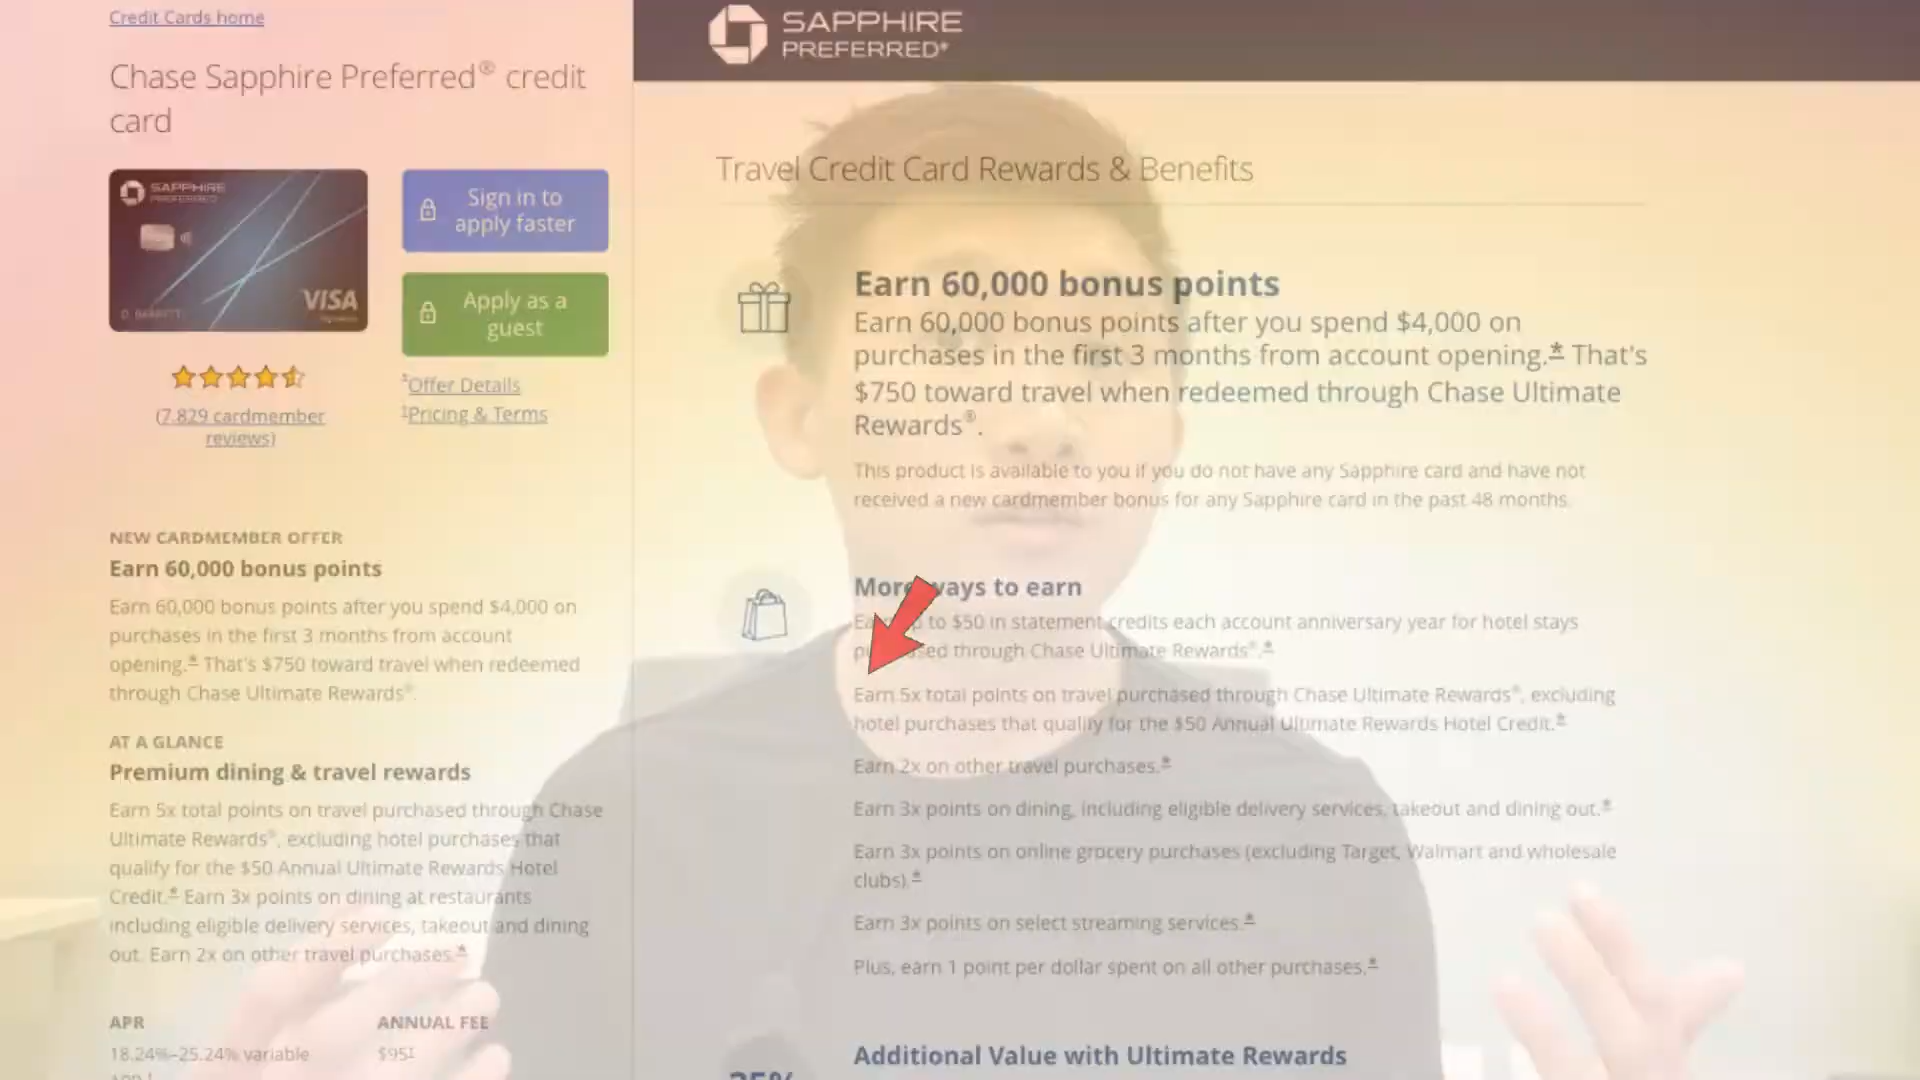 Credit Cards home
Chase Sapphire Preferred® credit
card
SAPPHIRE
PREFERRED
VISA
Sign in to
apply faster
Apply as a
guest
*Offer Details
‡Pricing & Terms
(7,829 cardmember
reviews)
NEW CARDMEMBER OFFER
Earn 60,000 bonus points
Earn 60,000 bonus points after you spend $4,000 on
purchases in the first 3 months from account
opening.* That's $750 toward travel when redeemed
through Chase Ultimate Rewards®.
AT A GLANCE
Premium dining & travel rewards
Earn 5x total points on travel purchased through Chase
Ultimate Rewards®, excluding hotel purchases that
qualify for the $50 Annual Ultimate Rewards Hotel
Credit.* Earn 3x points on dining at restaurants
including eligible delivery services, takeout and dining
out. Earn 2x on other travel purchases.*
APR
18.24%–25.24% variable
ANNUAL FEE
$95‡
SAPPHIRE
PREFERRED®
Travel Credit Card Rewards & Benefits
Earn 60,000 bonus points
Earn 60,000 bonus points after you spend $4,000 on
purchases in the first 3 months from account opening.* That's
$750 toward travel when redeemed through Chase Ultimate
Rewards®.
This product is available to you if you do not have any Sapphire card and have not
received a new cardmember bonus for any Sapphire card in the past 48 months.
More ways to earn
to $50 in statement credits each account anniversary year for hotel stays
through Chase Ultimate Rewards®.*
Earn 5x total points on travel purchased through Chase Ultimate Rewards®, excluding
hotel purchases that qualify for the $50 Annual Ultimate Rewards Hotel Credit.*
Earn 2x on other travel purchases.*
Earn 3x points on dining, including eligible delivery services, takeout and dining out.*
Earn 3x points on online grocery purchases (excluding Target, Walmart and wholesale
clubs).*
Earn 3x points on select streaming services.*
Plus, earn 1 point per dollar spent on all other purchases.*
Additional Value with Ultimate Rewards